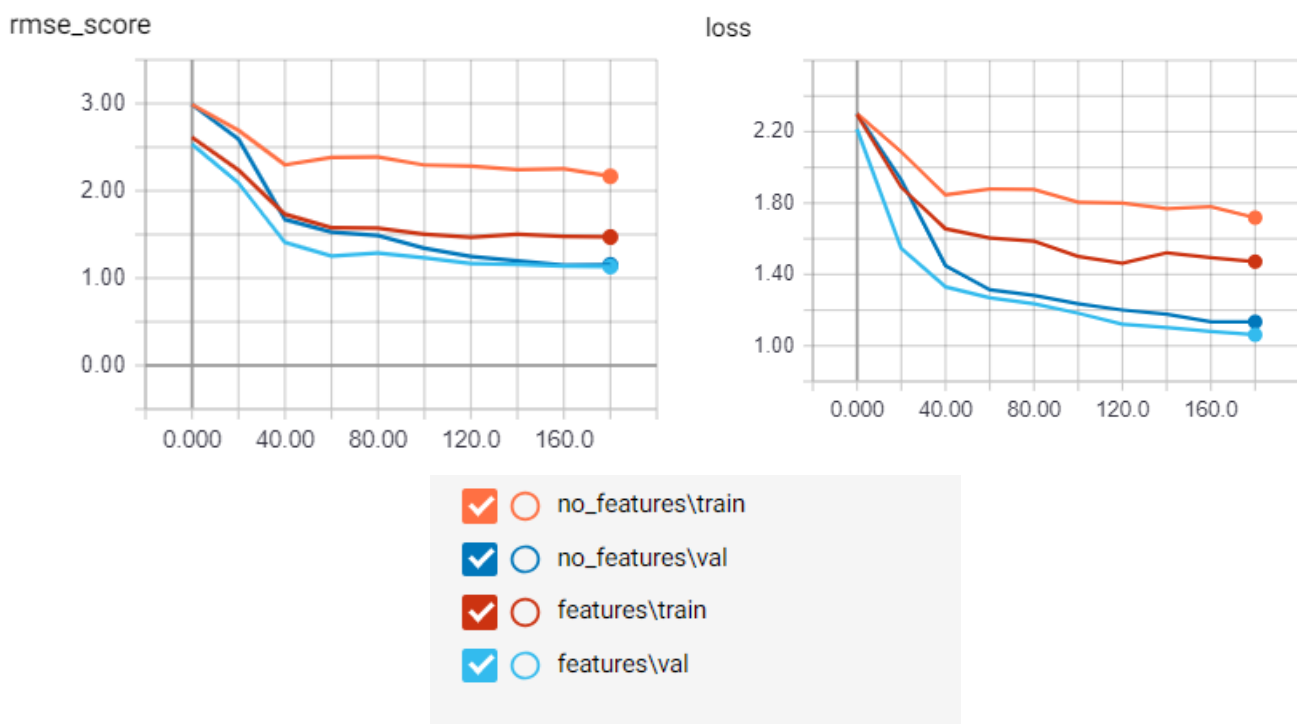 rmse_score
loss
3.00
2.00
1.00
0.00
0.000 40.00 80.00 120.0 160.0
2.20
1.80
1.40
1.00
0.000 40.00 80.00 120.0 160.0
no_features\train
no_features\val
features\train
features\val